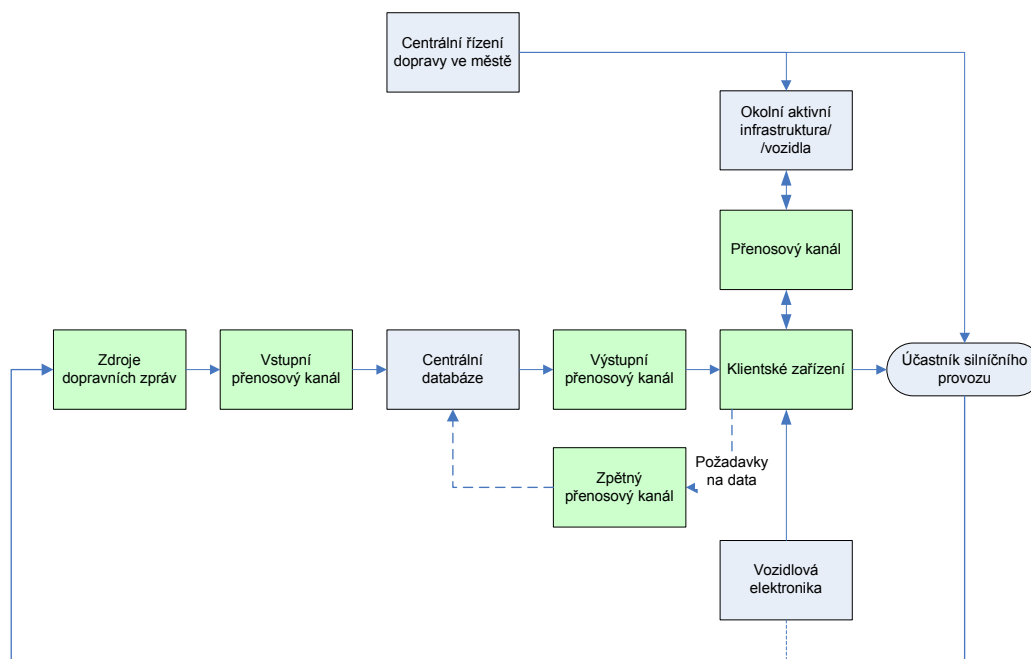 Centrální řízení
dopravy ve městě
Okolní aktivní
infrastruktura/
/vozidla
Přenosový kanál
Zdroje
dopravních zpráv
Vstupní
přenosový kanál
Centrální
databáze
Výstupní
přenosový kanál
Klientské zařízení
Účastník silníčního
provozu
Zpětný
přenosový kanál
Požadavky
na data
Vozidlová
elektronika